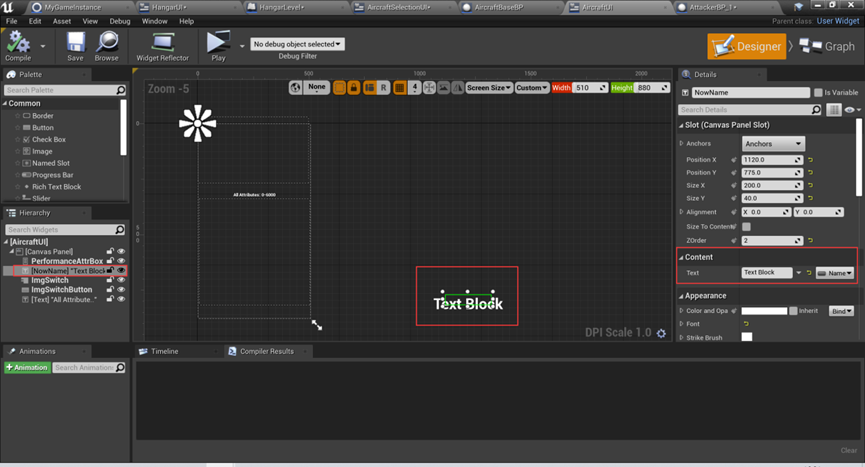 MyGameInstance
HangarUI•
HangarLevel•
AircraftSelectionUI•
AircraftBaseBP
AircraftUI
AttackerBP_1•
File
Asset
View
Debug
Window
Help
Parent class: User Widget
Compile
Save
Browse
Widget Reflector
Play
No debug object selected
Debug Filter
Designer
Graph
Palette
Search Palette
Common
Border
Button
Check Box
Image
Named Slot
Progress Bar
Rich Text Block
Slider
Hierarchy
Search Widgets
[AircraftUI]
[Canvas Panel]
PerformanceAttrBox
[NowName] "Text Block
ImgSwitch
ImgSwitchButton
[Text] "All Attribute.."
Zoom -5
0
500
1000
1500
2000
None
R
4
Screen Size
Custom
Width 510
Height 880
0
500
All Attributes: 0-6000
Text Block
DPI Scale 1.0
Details
NowName
Is Variable
Search Details
Slot (Canvas Panel Slot)
Anchors
Anchors
Position X
1120.0
Position Y
775.0
Size X
200.0
Size Y
40.0
Alignment
X 0.0
Y 0.0
Size To Content
ZOrder
2
Content
Text
Text Block
Name
Appearance
Color and Opa
Inherit
Bind
Font
Strike Brush
Animations
+ Animation
Search Animations
Timeline
Compiler Results
Clear